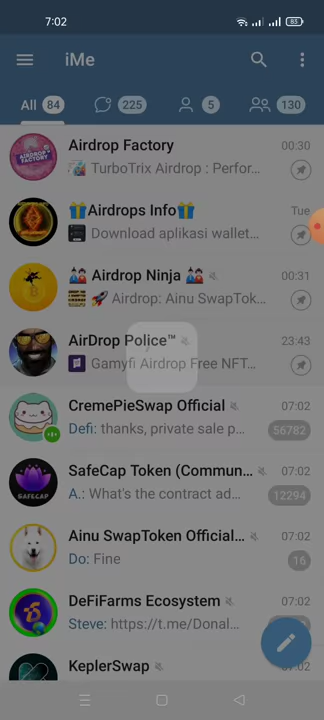 7:02
83
iMe
All 84
225
5
130
Airdrop Factory 00:30
TurboTrix Airdrop : Perfor...
🎁Airdrops Info🎁 Tue
Download aplikasi wallet...
Airdrop Ninja 00:31
🚀 Airdrop: Ainu SwapTok...
AirDrop Police™ 23:43
Gamyfi Airdrop Free NFT...
CremePieSwap Official 07:02
Defi: thanks, private sale p... 56782
SafeCap Token (Commun... 07:02
A.: What's the contract ad... 12294
Ainu SwapToken Official... 07:02
Do: Fine 16
DeFiFarms Ecosystem 07:02
Steve: https://t.me/Donal...
KeplerSwap 07:02